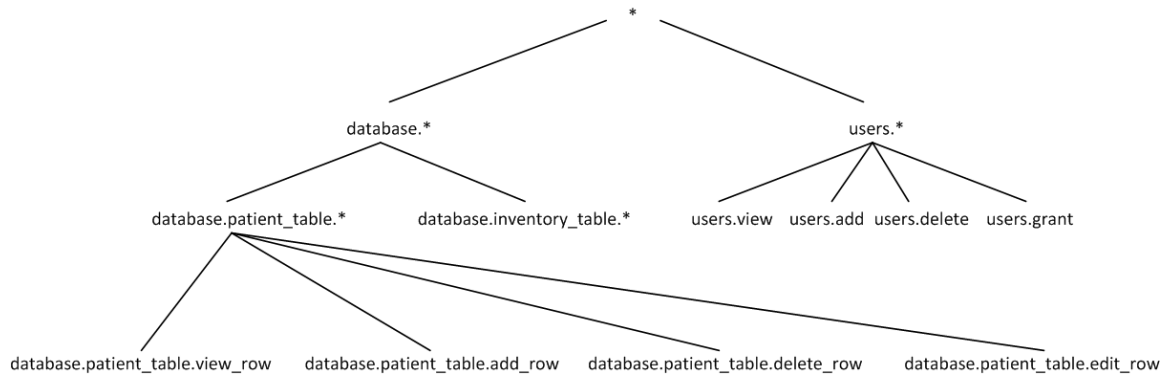 *
database.* users.*
database.patient_table.* database.inventory_table.* users.view users.add users.delete users.grant
database.patient_table.view_row database.patient_table.add_row database.patient_table.delete_row database.patient_table.edit_row